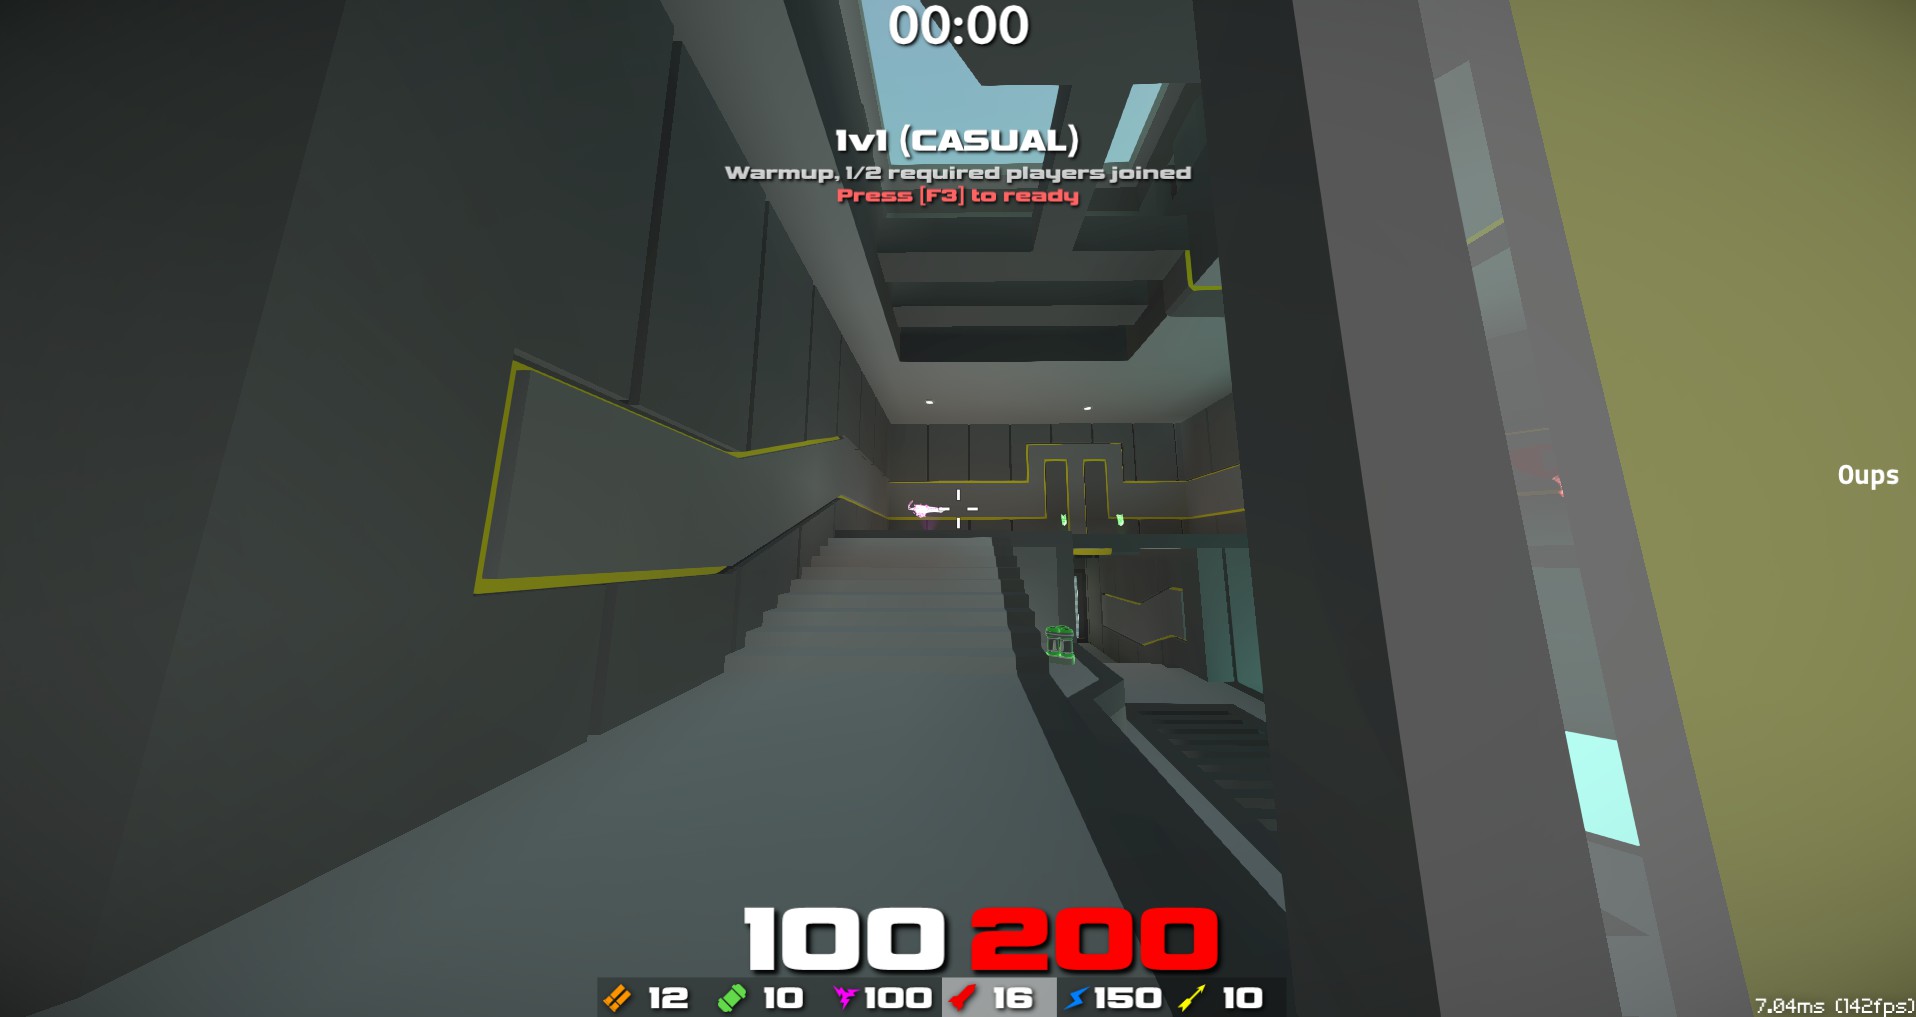 00:00
1v1 (CASUAL)
Warmup, 1/2 required players joined
Press [F3] to ready
Oups
100 200
12 10 100 16 150 10
7.04ms (142fps)